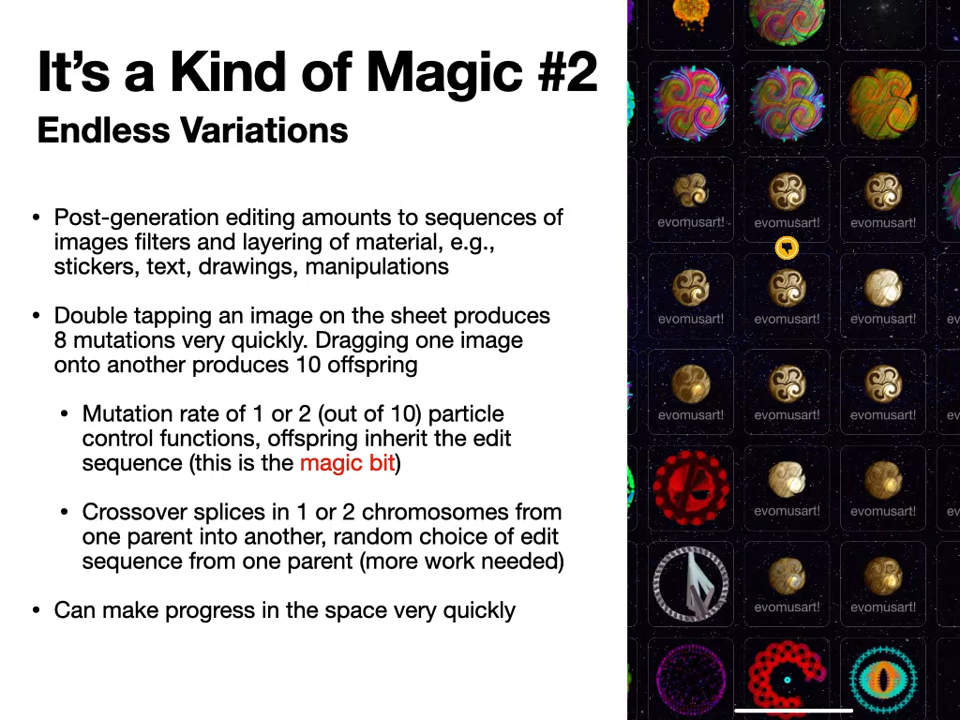 It's a Kind of Magic #2
Endless Variations
• Post-generation editing amounts to sequences of
images filters and layering of material, e.g.,
stickers, text, drawings, manipulations
• Double tapping an image on the sheet produces
8 mutations very quickly. Dragging one image
onto another produces 10 offspring
• Mutation rate of 1 or 2 (out of 10) particle
control functions, offspring inherit the edit
sequence (this is the magic bit)
• Crossover splices in 1 or 2 chromosomes from
one parent into another, random choice of edit
sequence from one parent (more work needed)
• Can make progress in the space very quickly
evomusart! evomusart! evomusart!
evomusart! evomusart! evomusart!
evomusart! evomusart! evomusart!
evomusart! evomusart!
evomusart! evomusart!